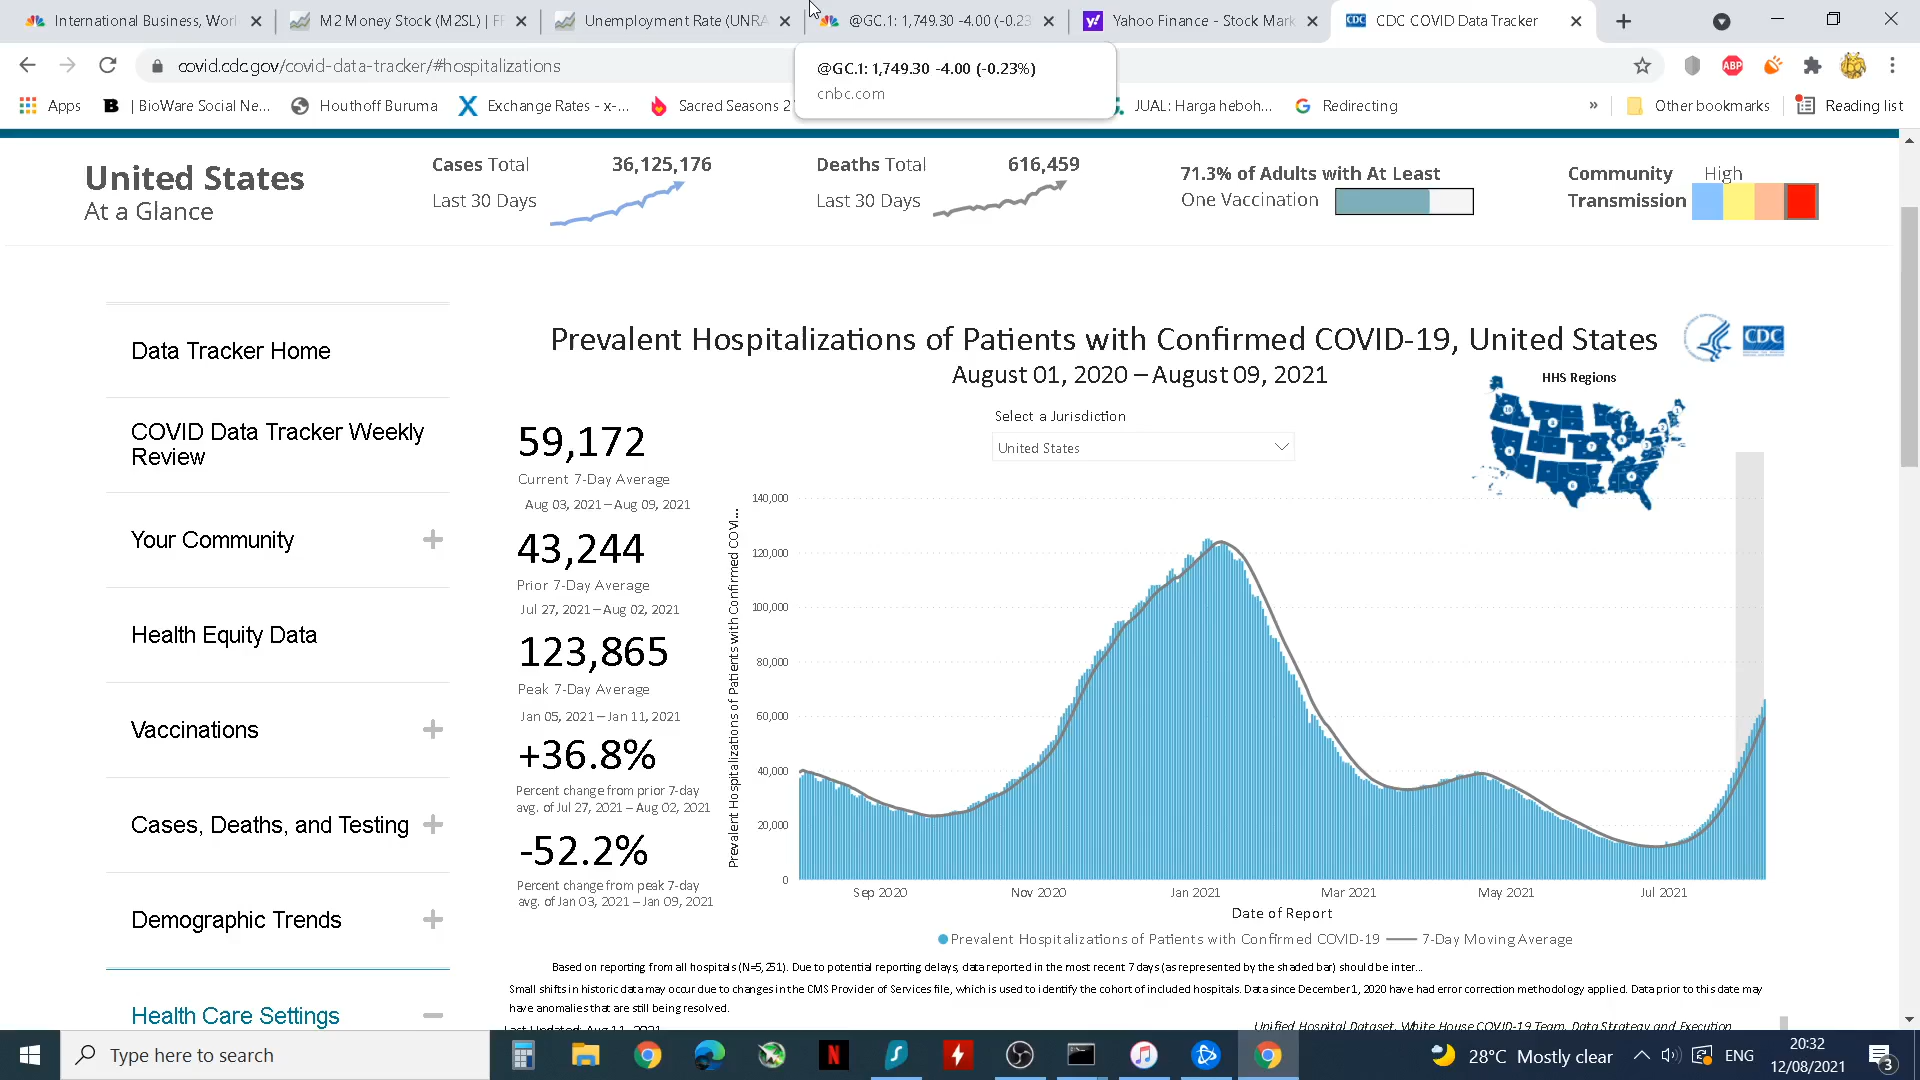 International Business, Worl
M2 Money Stock (M2SL) | FR
Unemployment Rate (UNRA
@GC.1: 1,749.30 -4.00 (-0.23
Yahoo Finance - Stock Mark
CDC COVID Data Tracker
covid.cdc.gov/covid-data-tracker/#hospitalizations
@GC.1: 1,749.30 -4.00 (-0.23%)
cnbc.com
Apps
| BioWare Social Ne...
Houthoff Buruma
Exchange Rates - x-...
Sacred Seasons 2
JUAL: Harga heboh...
Redirecting
»
Other bookmarks
Reading list
ABP
United States
At a Glance
Cases Total 36,125,176
Last 30 Days
Deaths Total 616,459
Last 30 Days
71.3% of Adults with At Least
One Vaccination
Community High
Transmission
Data Tracker Home
COVID Data Tracker Weekly
Review
Your Community
Health Equity Data
Vaccinations
Cases, Deaths, and Testing
Demographic Trends
Health Care Settings
Prevalent Hospitalizations of Patients with Confirmed COVID-19, United States
August 01, 2020 – August 09, 2021
CDC
HHS Regions
Select a Jurisdiction
United States
59,172
Current 7-Day Average
Aug 03, 2021 – Aug 09, 2021
43,244
Prior 7-Day Average
Jul 27, 2021 – Aug 02, 2021
123,865
Peak 7-Day Average
Jan 05, 2021 – Jan 11, 2021
+36.8%
Percent change from prior 7-day
avg. of Jul 27, 2021 – Aug 02, 2021
-52.2%
Percent change from peak 7-day
avg. of Jan 03, 2021 – Jan 09, 2021
Prevalent Hospitalizations of Patients with Confirmed COVI...
140,000
120,000
100,000
80,000
60,000
40,000
20,000
0
Sep 2020
Nov 2020
Jan 2021
Mar 2021
May 2021
Jul 2021
Date of Report
Prevalent Hospitalizations of Patients with Confirmed COVID-19
7-Day Moving Average
Based on reporting from all hospitals (N=5,251). Due to potential reporting delays, data reported in the most recent 7 days (as represented by the shaded bar) should be inter...
Small shifts in historic data may occur due to changes in the CMS Provider of Services file, which is used to identify the cohort of included hospitals. Data since December 1, 2020 have had error correction methodology applied. Data prior to this date may
have anomalies that are still being resolved.
Last Updated: Aug 11, 2021
Unified Hospital Dataset, White House COVID-19 Team, Data Strategy and Execution
Type here to search
28°C Mostly clear
ENG
20:32
12/08/2021
3